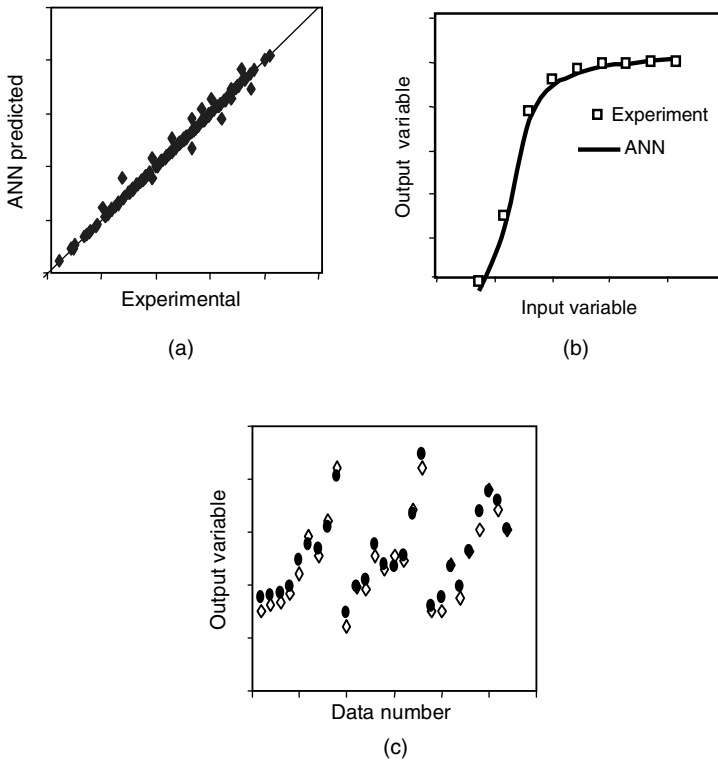 ANN predicted
Experimental
(a)
Output variable
Experiment
ANN
Input variable
(b)
Output variable
Data number
(c)